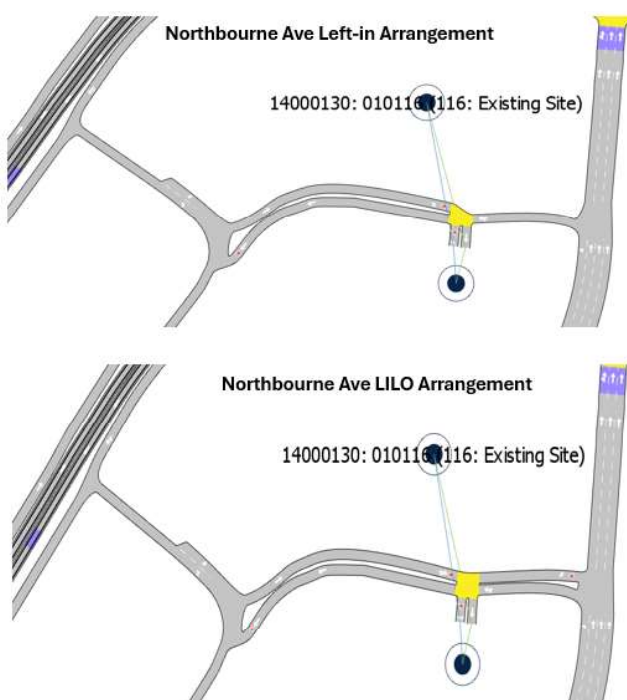 Northbourne Ave Left-in Arrangement
14000130: 010116 (116: Existing Site)
Northbourne Ave LILO Arrangement
14000130: 010116 (116: Existing Site)